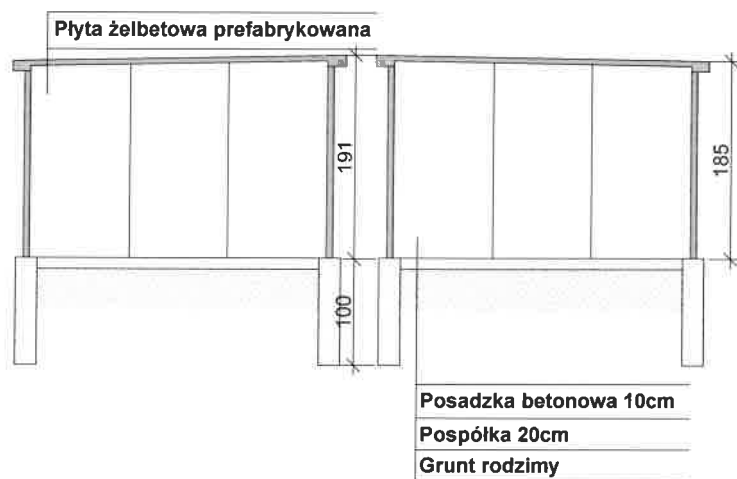 Płyta żelbetowa prefabrykowana
191
185
100
Posadzka betonowa 10cm
Pospółka 20cm
Grunt rodzimy